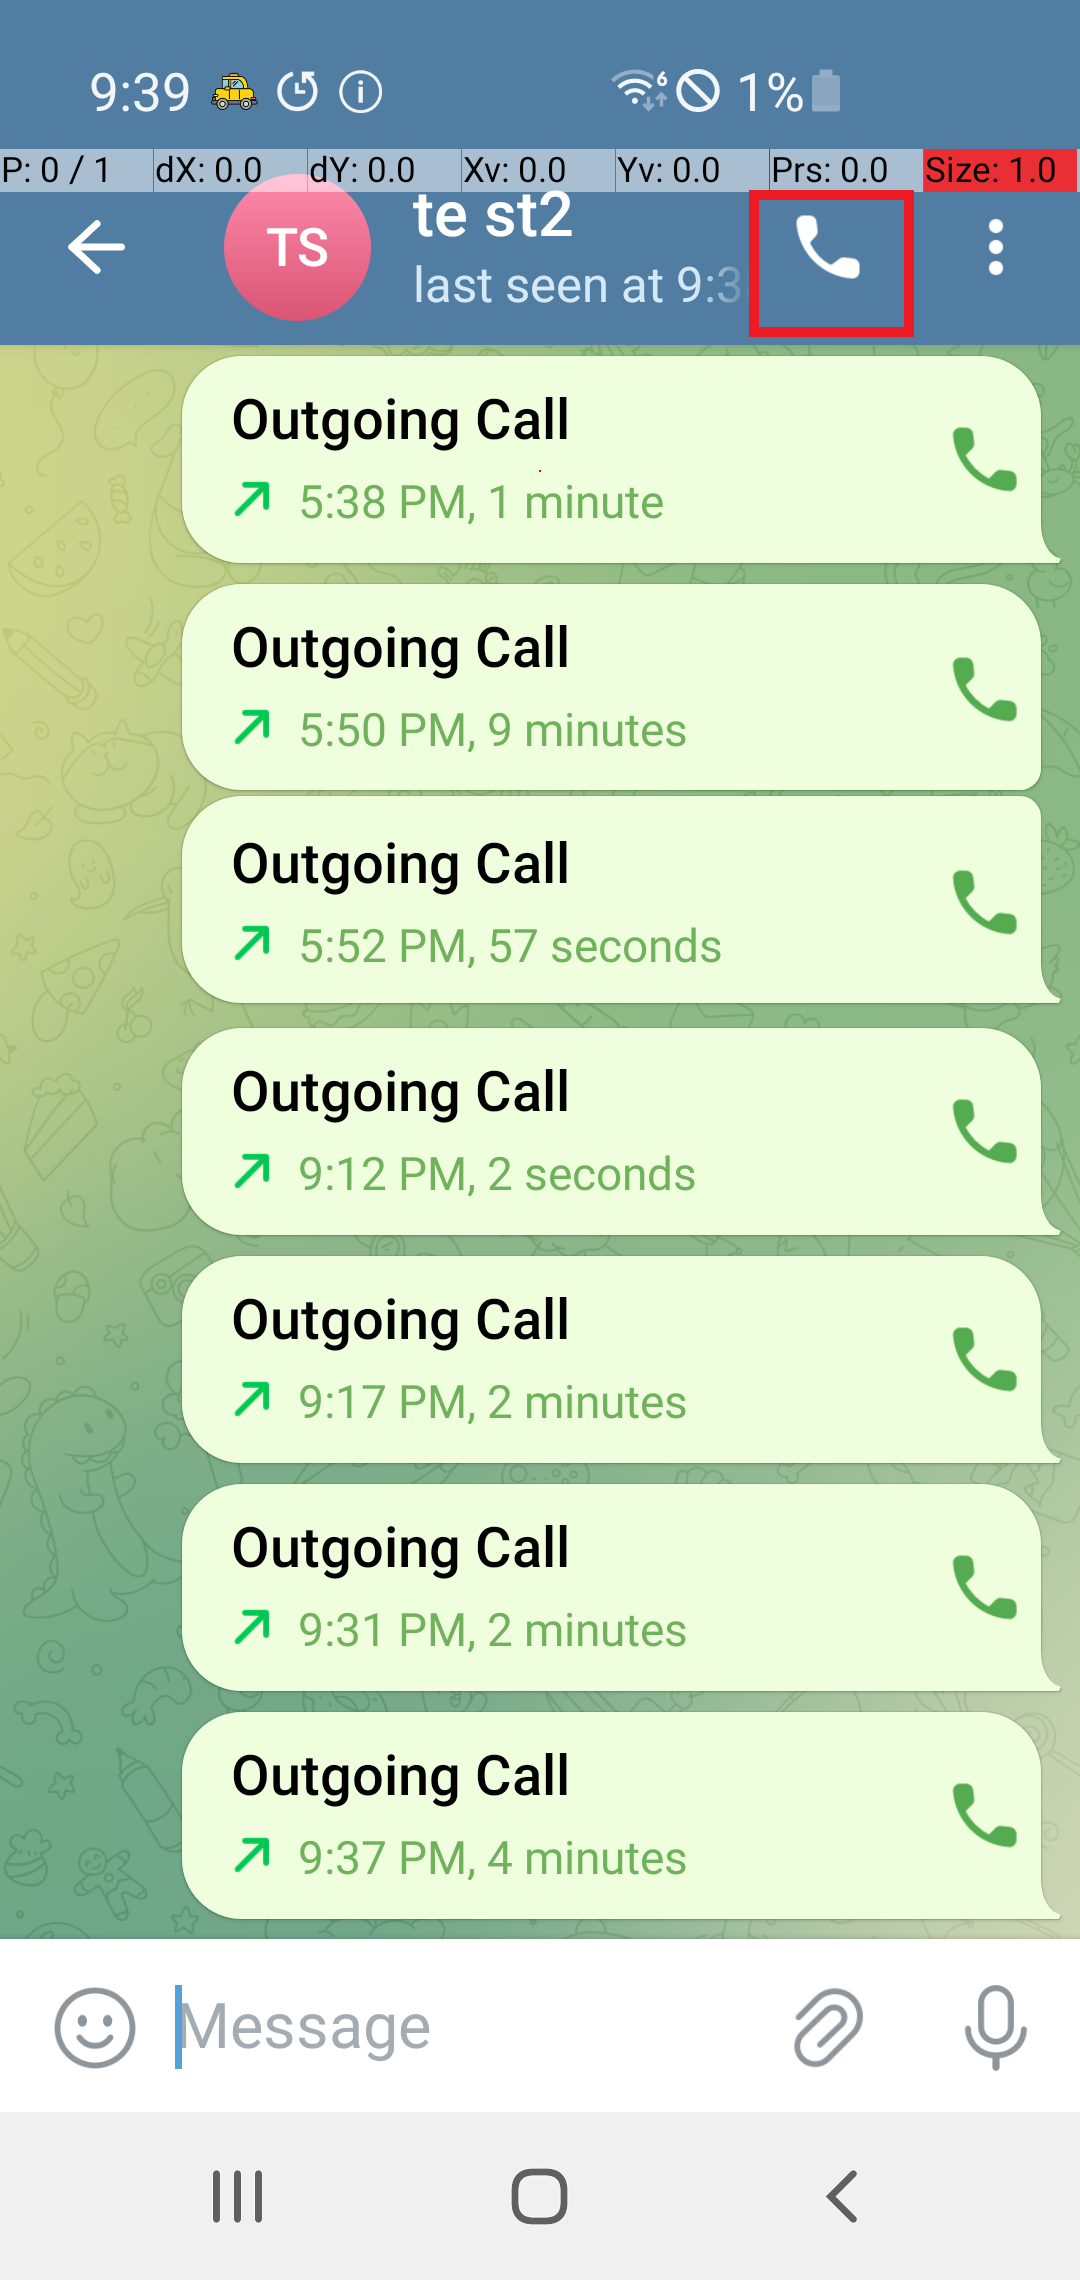 9:39 6 1%
P: 0 / 1 dX: 0.0 dY: 0.0 Xv: 0.0 Yv: 0.0 Prs: 0.0 Size: 1.0
TS te st2
last seen at 9:3
Outgoing Call
5:38 PM, 1 minute
Outgoing Call
5:50 PM, 9 minutes
Outgoing Call
5:52 PM, 57 seconds
Outgoing Call
9:12 PM, 2 seconds
Outgoing Call
9:17 PM, 2 minutes
Outgoing Call
9:31 PM, 2 minutes
Outgoing Call
9:37 PM, 4 minutes
Message